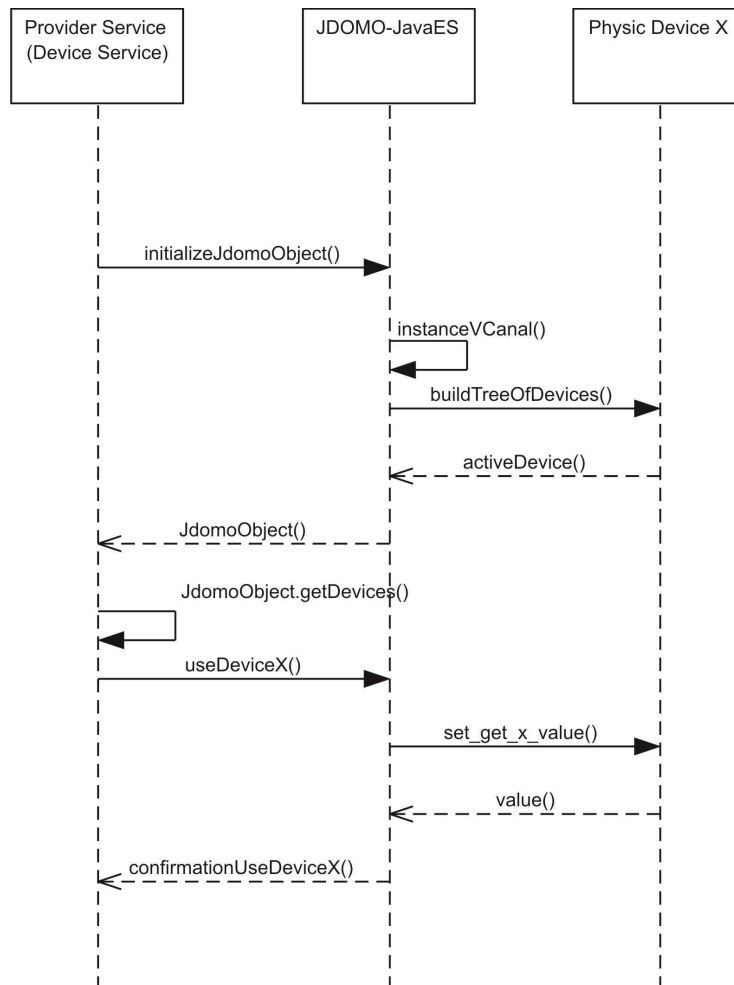 Provider Service
(Device Service)
JDOMO-JavaES
Physic Device X
initializeJdomoObject()
instanceVCanal()
buildTreeOfDevices()
activeDevice()
JdomoObject()
JdomoObject.getDevices()
useDeviceX()
set_get_x_value()
value()
confirmationUseDeviceX()